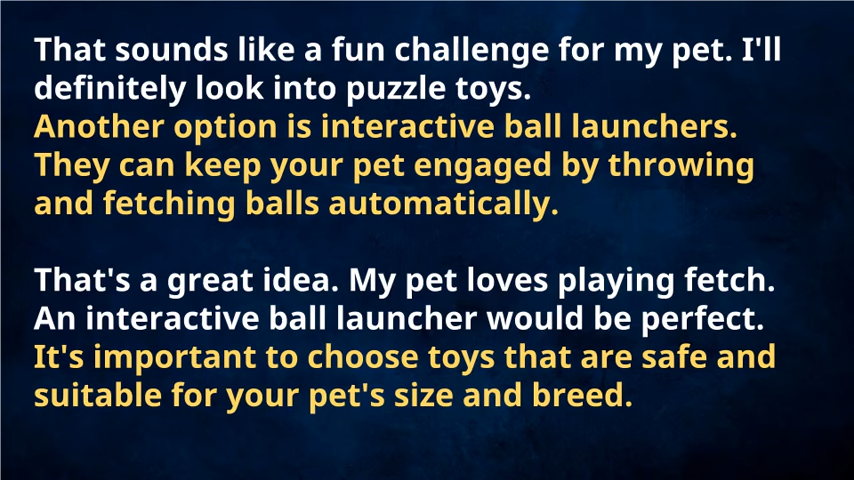 That sounds like a fun challenge for my pet. I'll
definitely look into puzzle toys.
Another option is interactive ball launchers.
They can keep your pet engaged by throwing
and fetching balls automatically.
That's a great idea. My pet loves playing fetch.
An interactive ball launcher would be perfect.
It's important to choose toys that are safe and
suitable for your pet's size and breed.